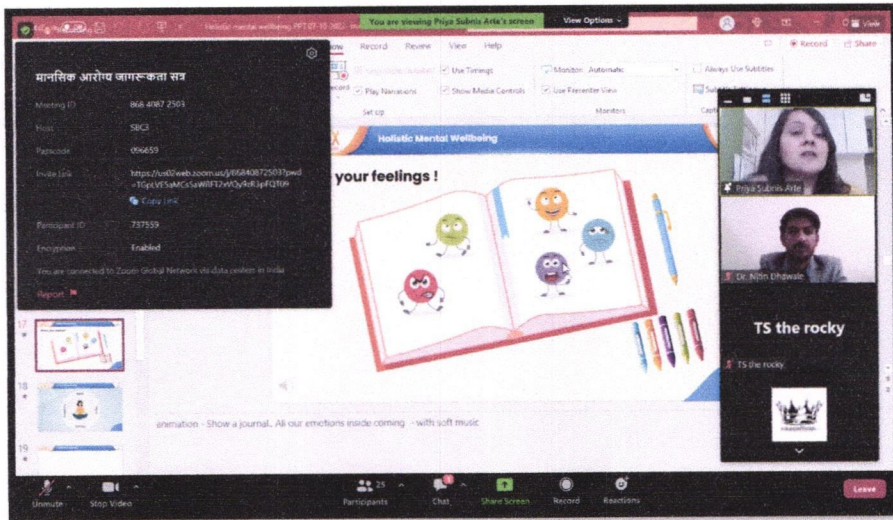 You are viewing Priya Subnis Arte's screen
View Options
View
Record
Review
View
Help
Record
Share
मानसिक आरोग्य जागरूकता सत्र
Meeting ID
868 4087 2503
Host
SBC3
Passcode
096659
Invite Link
Copy Link
Participant ID
737559
Encryption
Enabled
You are connected to Zoom Global Network via data centers in India
Report
Use Timings
Play Narrations
Show Media Controls
Set up
Monitor: Automatic
Use Presenter View
Monitors
Always Use Subtitles
Holistic Mental Wellbeing
your feelings !
Priya Subnis Arte
Dr. Nitin Dhawale
TS the rocky
TS the rocky
17
18
19
animation - Show a journal.. All our emotions inside coming - with soft music
Unmute
Stop Video
25
Participants
Chat
Share Screen
Record
Reactions
Leave